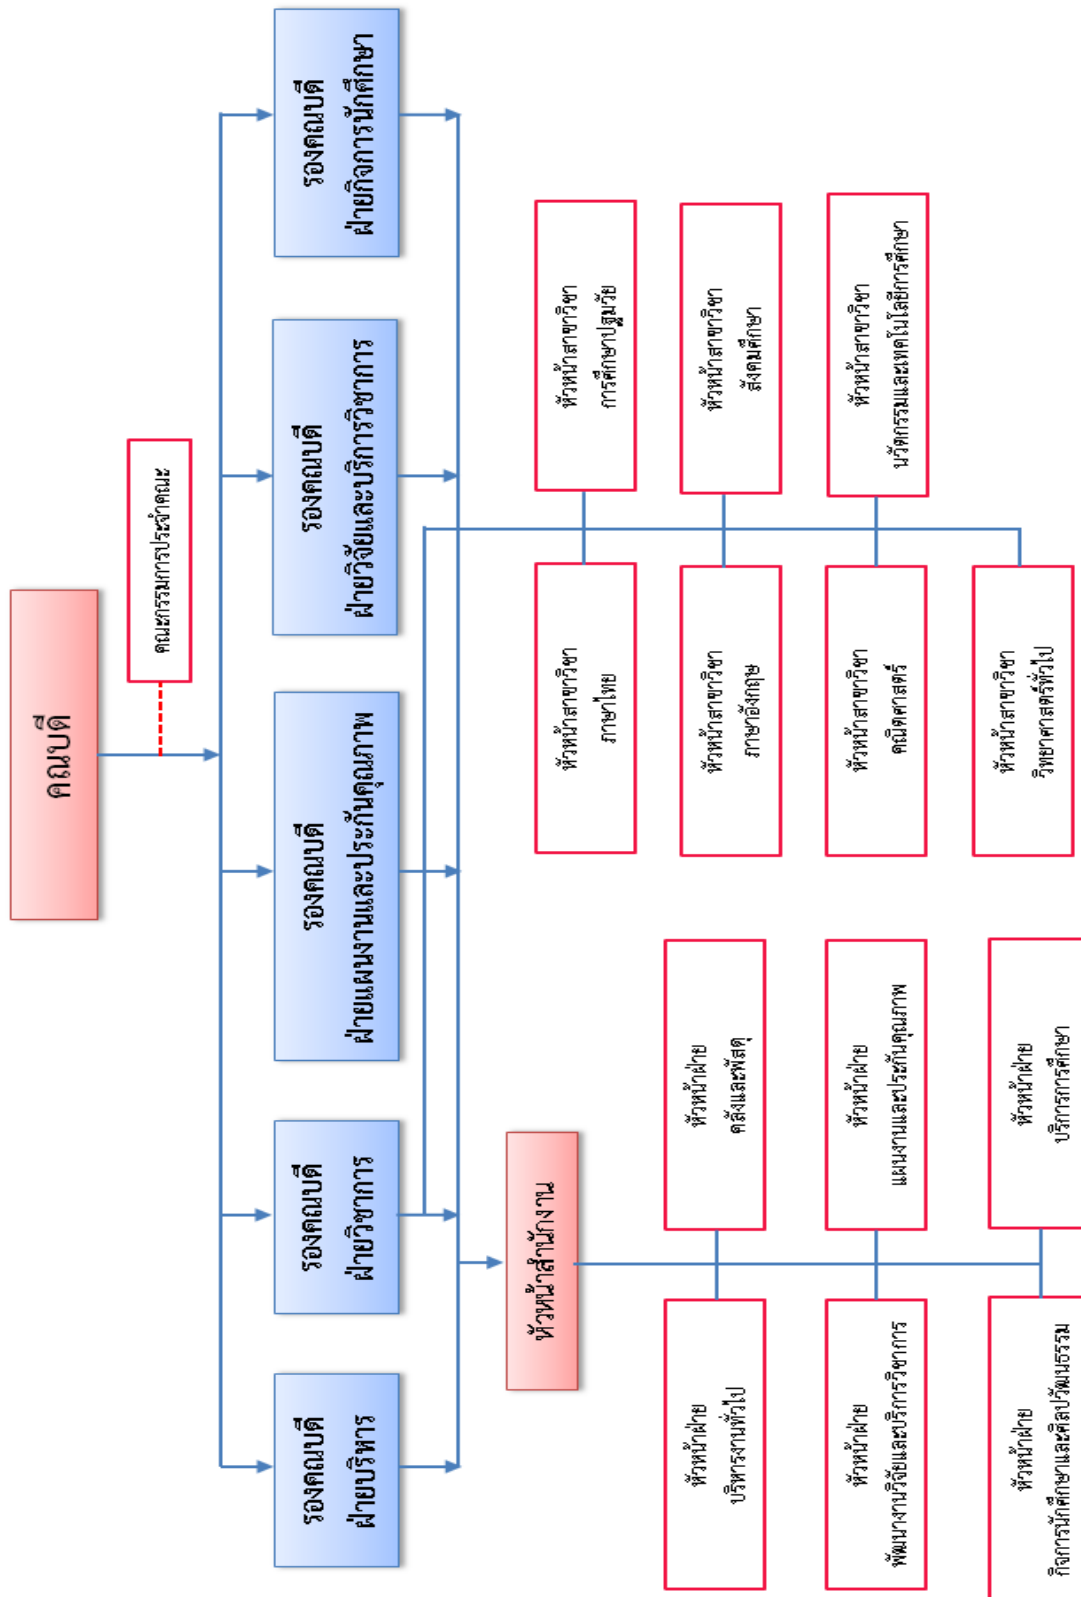 คณบดี
คณะกรรมการประจำคณะ
รองคณบดี
ฝ่ายบริหาร
รองคณบดี
ฝ่ายวิชาการ
รองคณบดี
ฝ่ายแผนงานและประกันคุณภาพ
รองคณบดี
ฝ่ายวิจัยและบริการวิชาการ
รองคณบดี
ฝ่ายกิจการนักศึกษา
หัวหน้าสำนักงาน
หัวหน้าฝ่าย
บริหารงานทั่วไป
หัวหน้าฝ่าย
คลังและพัสดุ
หัวหน้าฝ่าย
พัฒนางานวิจัยและบริการวิชาการ
หัวหน้าฝ่าย
แผนงานและประกันคุณภาพ
หัวหน้าฝ่าย
กิจการนักศึกษาและศิลปวัฒนธรรม
หัวหน้าฝ่าย
บริการการศึกษา
หัวหน้าสาขาวิชา
ภาษาไทย
หัวหน้าสาขาวิชา
การศึกษาปฐมวัย
หัวหน้าสาขาวิชา
ภาษาอังกฤษ
หัวหน้าสาขาวิชา
สังคมศึกษา
หัวหน้าสาขาวิชา
คณิตศาสตร์
หัวหน้าสาขาวิชา
นวัตกรรมและเทคโนโลยีการศึกษา
หัวหน้าสาขาวิชา
วิทยาศาสตร์ทั่วไป